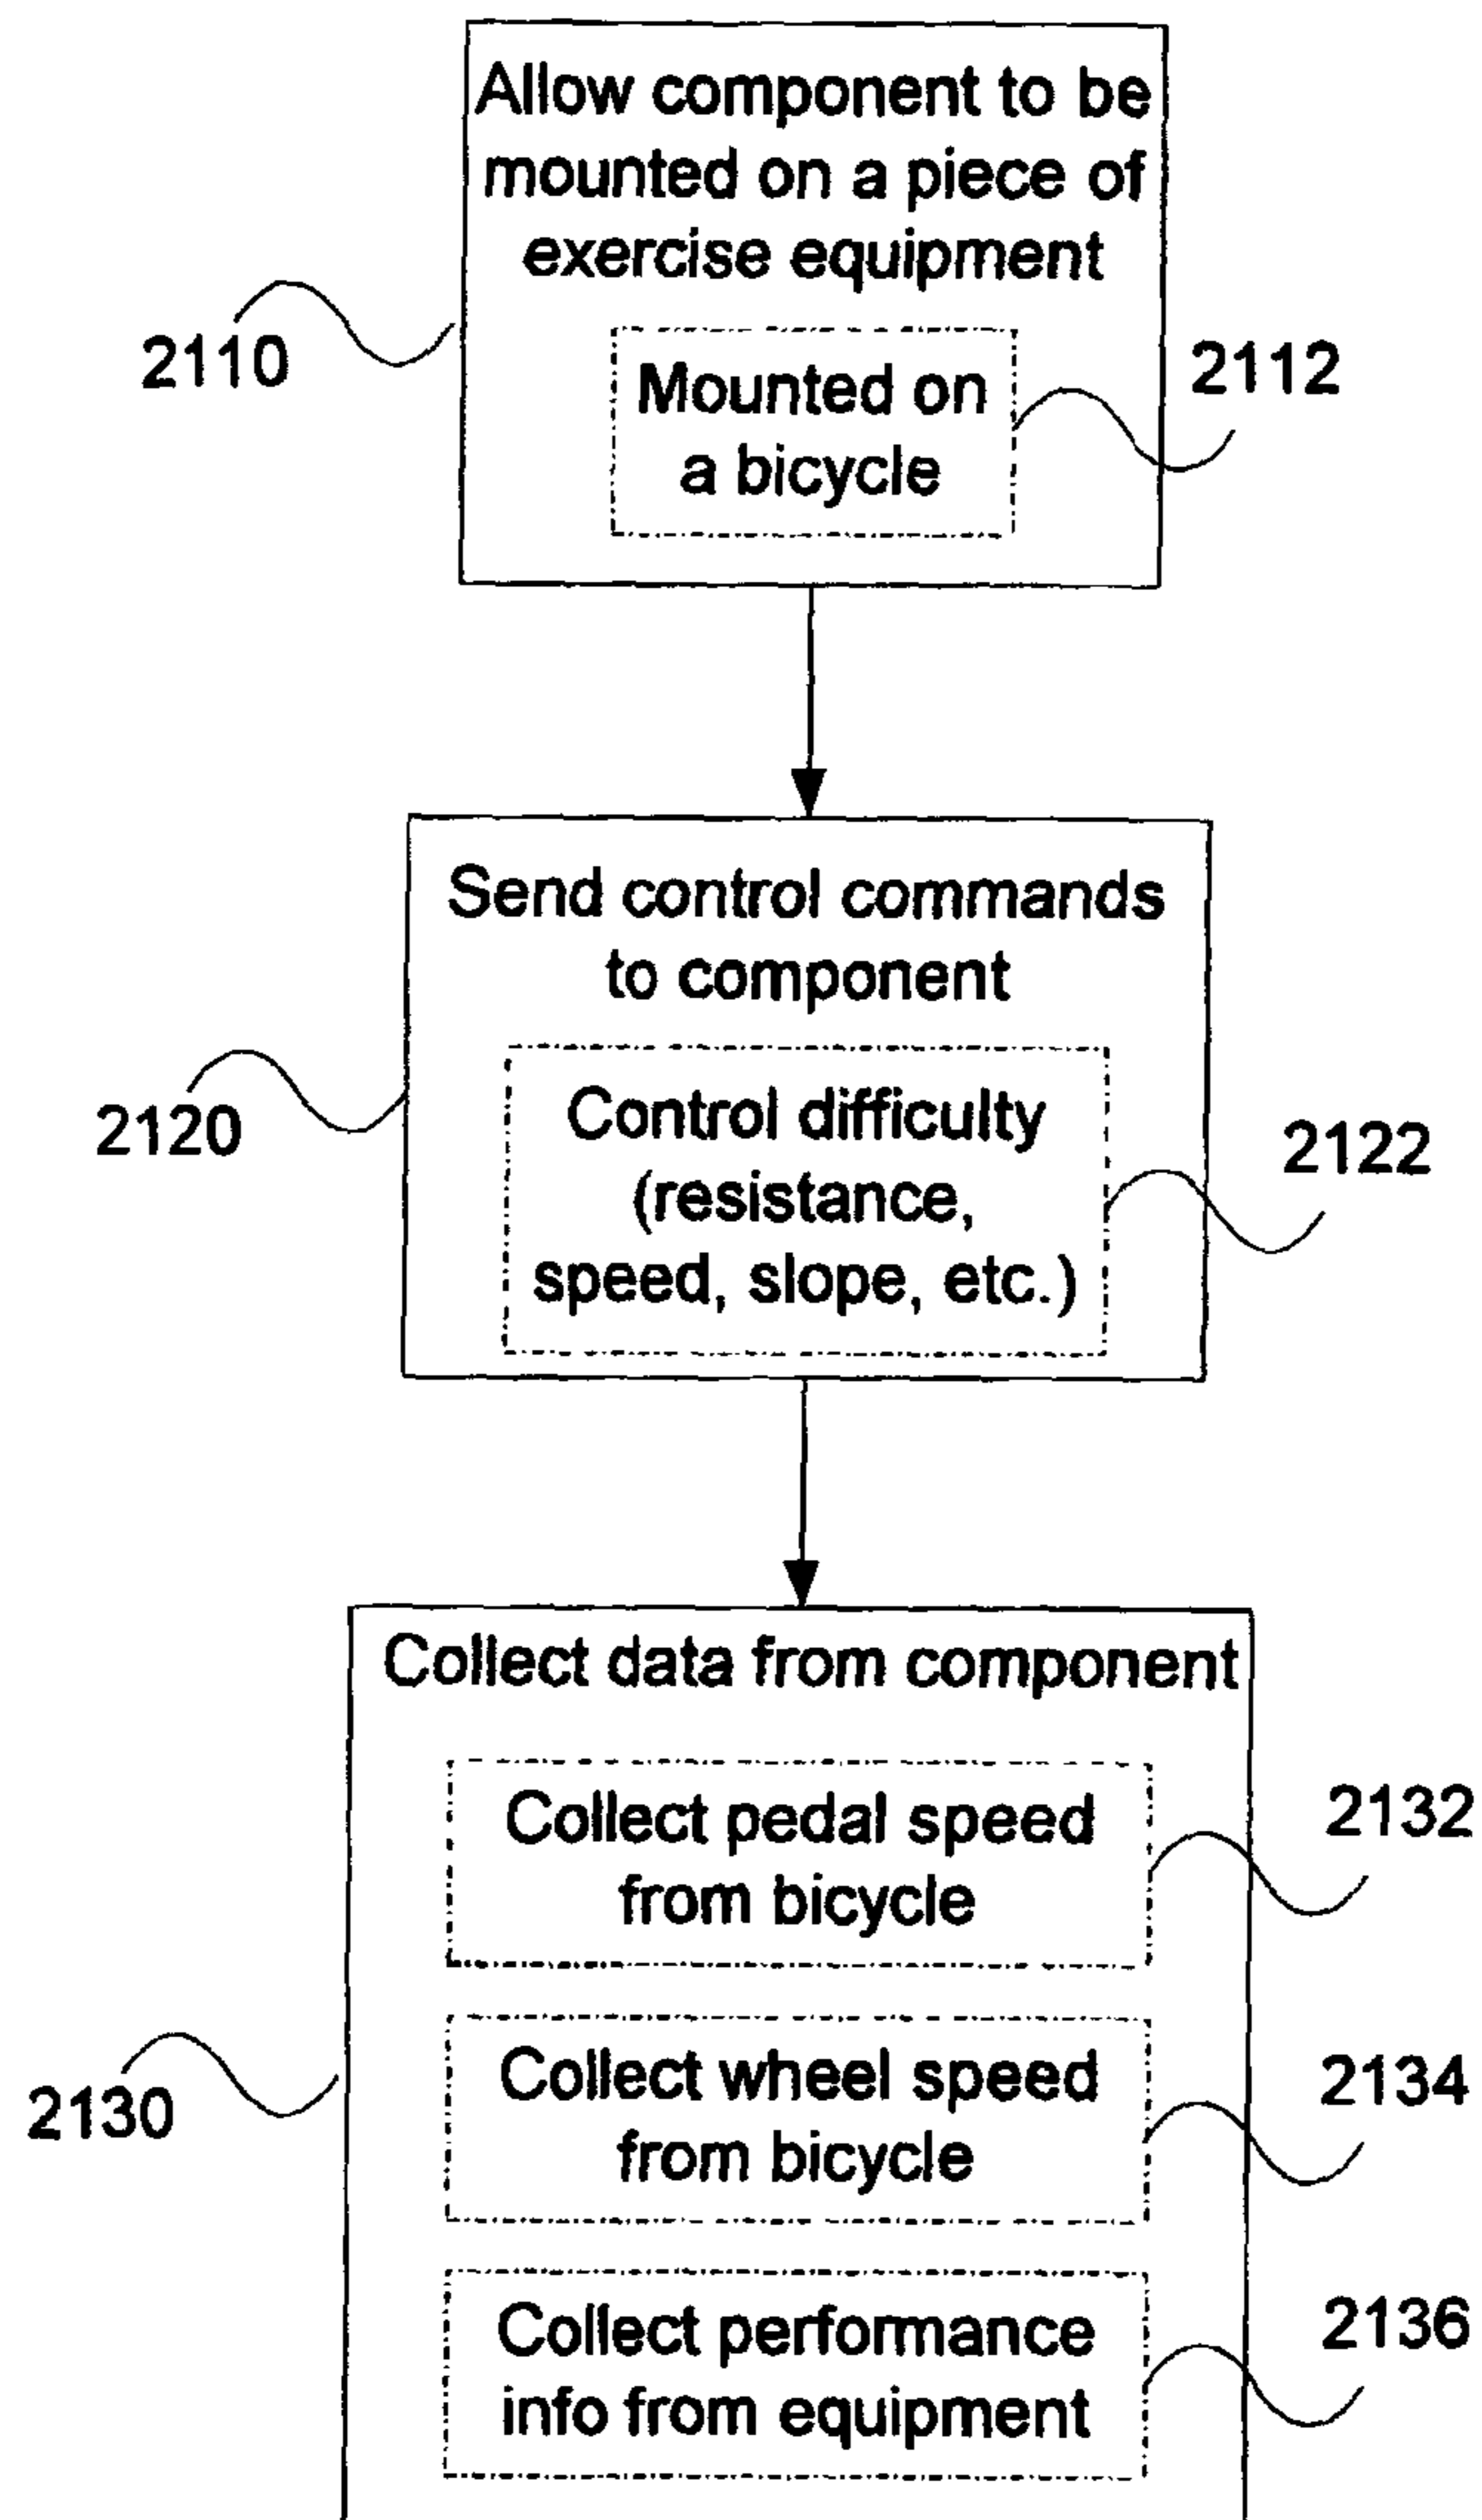 Allow component to be
mounted on a piece of
exercise equipment
2110
Mounted on
a bicycle
2112
Send control commands
to component
2120
Control difficulty
(resistance,
speed, slope, etc.)
2122
Collect data from component
2130
Collect pedal speed
from bicycle
2132
Collect wheel speed
from bicycle
2134
Collect performance
info from equipment
2136